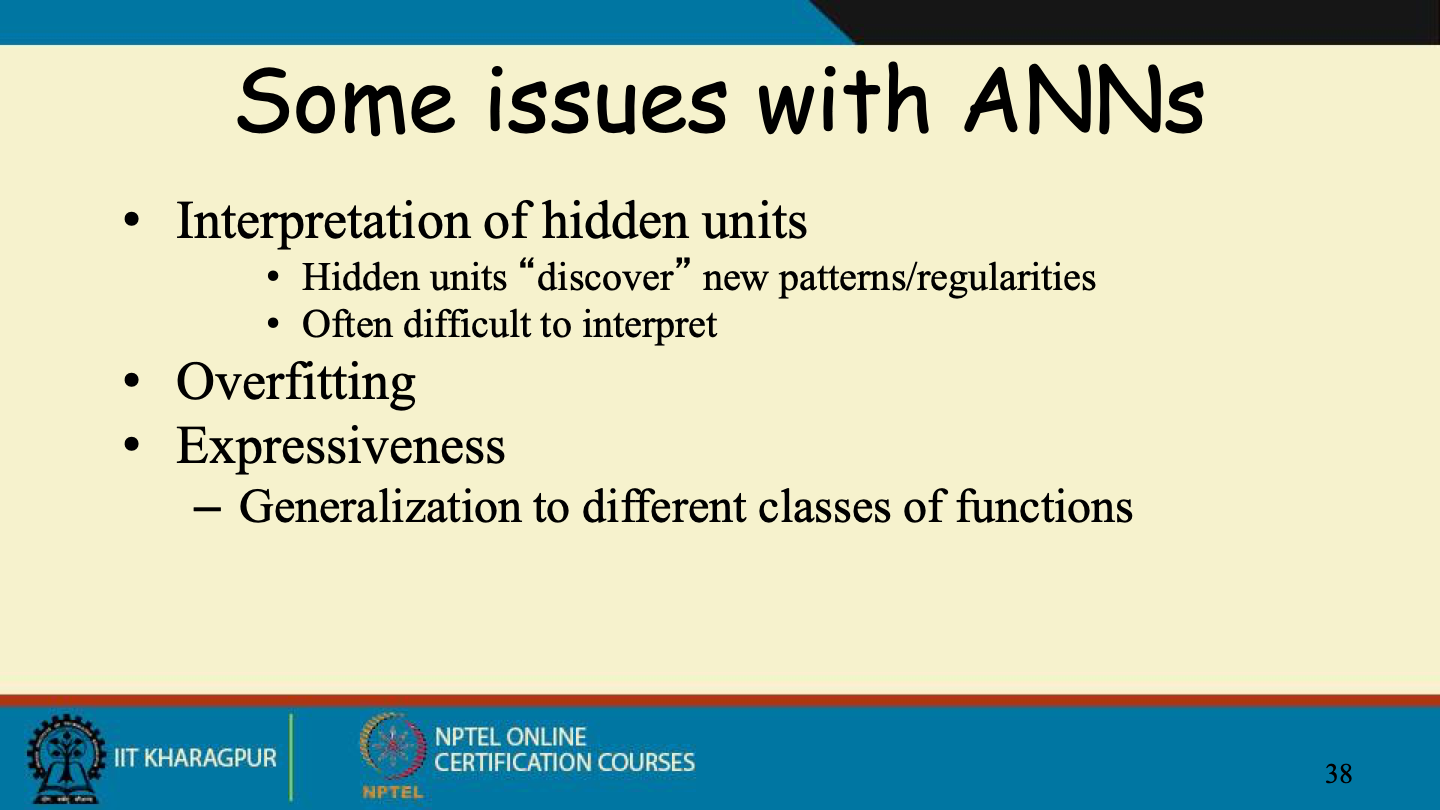 Some issues with ANNs
• Interpretation of hidden units
• Hidden units “discover” new patterns/regularities
• Often difficult to interpret
• Overfitting
• Expressiveness
– Generalization to different classes of functions
IIT KHARAGPUR
NPTEL
NPTEL ONLINE
CERTIFICATION COURSES
38